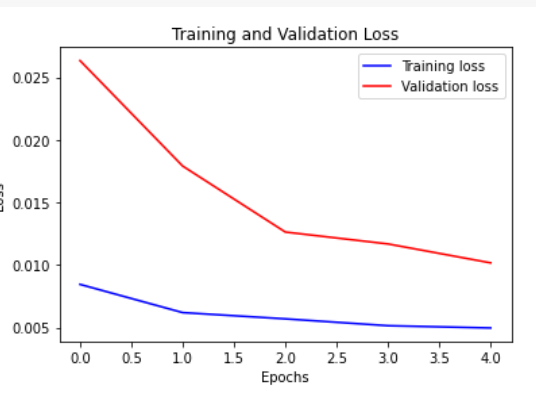 Training and Validation Loss
Training loss
Validation loss
0.025
0.020
0.015
0.010
0.005
Loss
0.0 0.5 1.0 1.5 2.0 2.5 3.0 3.5 4.0
Epochs